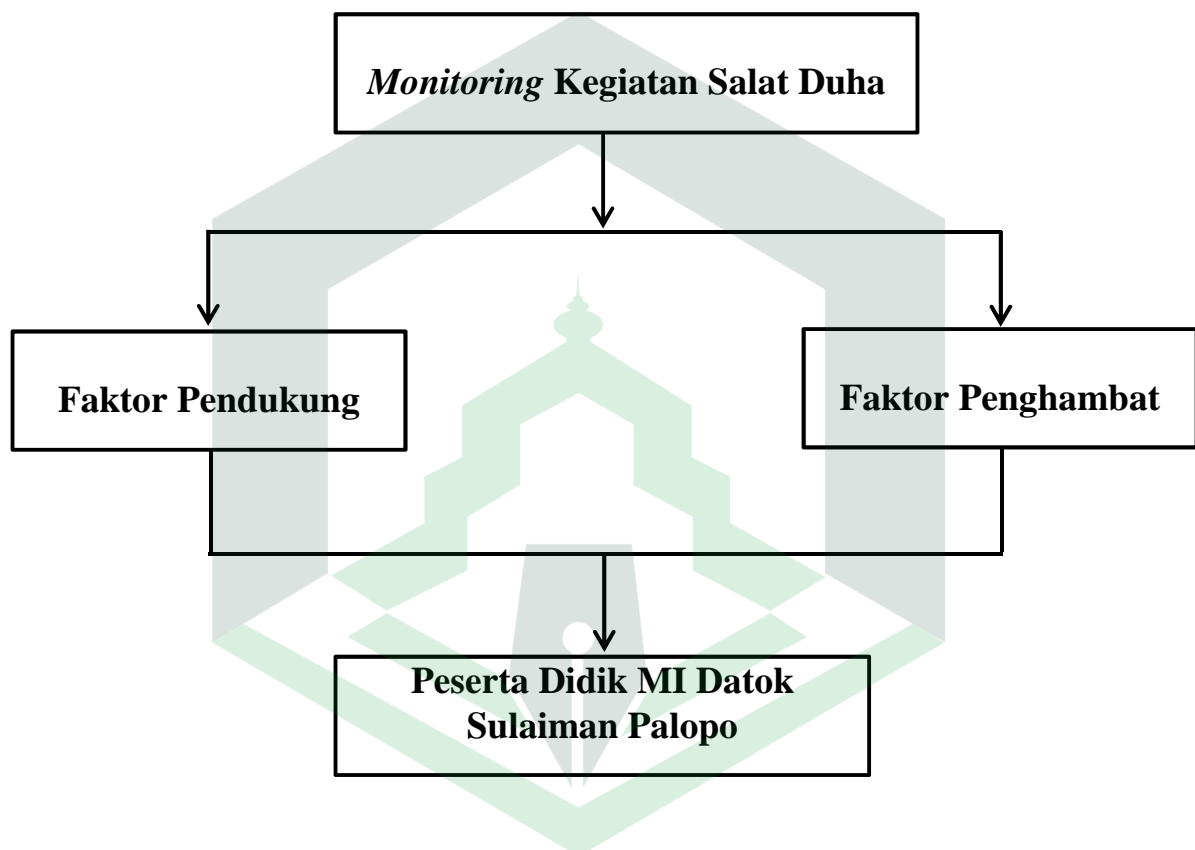 Monitoring Kegiatan Salat Duha
Faktor Pendukung
Faktor Penghambat
Peserta Didik MI Datok
Sulaiman Palopo